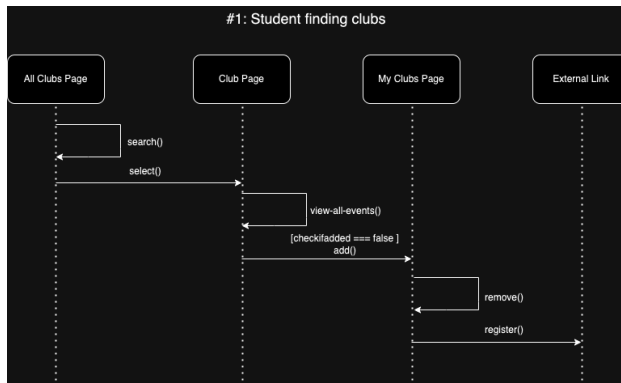 #1: Student finding clubs
All Clubs Page
Club Page
My Clubs Page
External Link
search()
select()
view-all-events()
[checkifadded === false ]
add()
remove()
register()